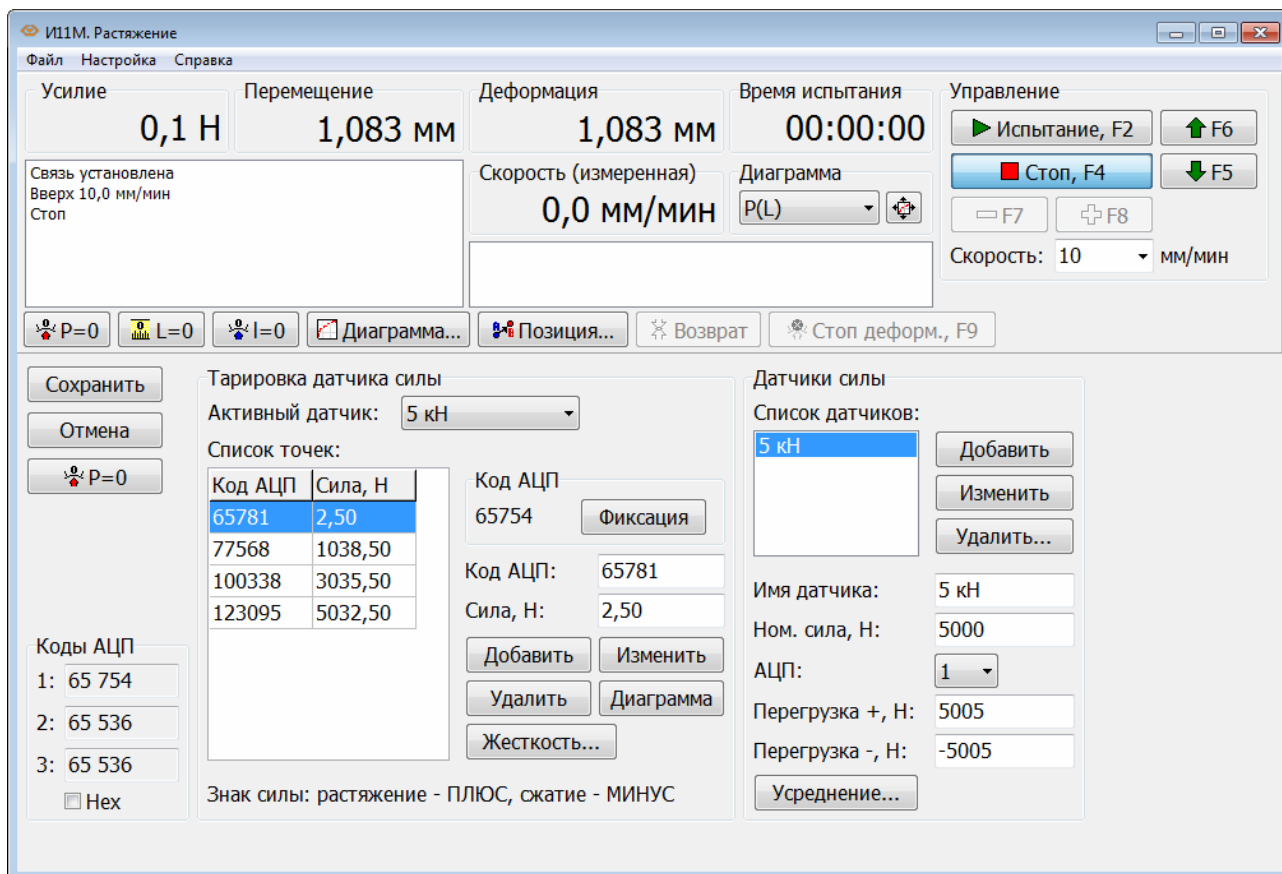 И11М. Растяжение
Файл Настройка Справка
Усилие
0,1 Н
Перемещение
1,083 мм
Деформация
1,083 мм
Время испытания
00:00:00
Управление
Испытание, F2
F6
Стоп, F4
F5
F7
F8
Скорость: 10 мм/мин
Связь установлена
Вверх 10,0 мм/мин
Стоп
Скорость (измеренная)
0,0 мм/мин
Диаграмма
P(L)
P=0
L=0
l=0
Диаграмма...
Позиция...
Возврат
Стоп деформ., F9
Сохранить
Отмена
P=0
Коды АЦП
1: 65 754
2: 65 536
3: 65 536
Hex
Тарировка датчика силы
Активный датчик: 5 кН
Список точек:
Код АЦП Сила, Н
65781 2,50
77568 1038,50
100338 3035,50
123095 5032,50
Код АЦП
65754 Фиксация
Код АЦП: 65781
Сила, Н: 2,50
Добавить Изменить
Удалить Диаграмма
Жесткость...
Знак силы: растяжение - ПЛЮС, сжатие - МИНУС
Датчики силы
Список датчиков:
5 кН
Добавить
Изменить
Удалить...
Имя датчика: 5 кН
Ном. сила, Н: 5000
АЦП: 1
Перегрузка +, Н: 5005
Перегрузка -, Н: -5005
Усреднение...